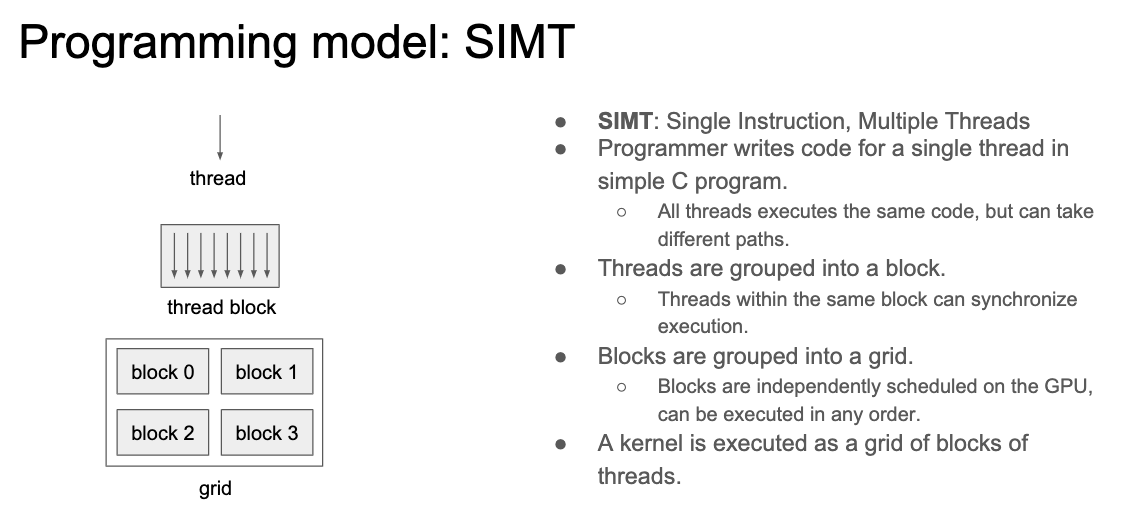 Programming model: SIMT
thread
thread block
block 0
block 1
block 2
block 3
grid
● SIMT: Single Instruction, Multiple Threads
● Programmer writes code for a single thread in
simple C program.
○ All threads executes the same code, but can take
different paths.
● Threads are grouped into a block.
○ Threads within the same block can synchronize
execution.
● Blocks are grouped into a grid.
○ Blocks are independently scheduled on the GPU,
can be executed in any order.
● A kernel is executed as a grid of blocks of
threads.